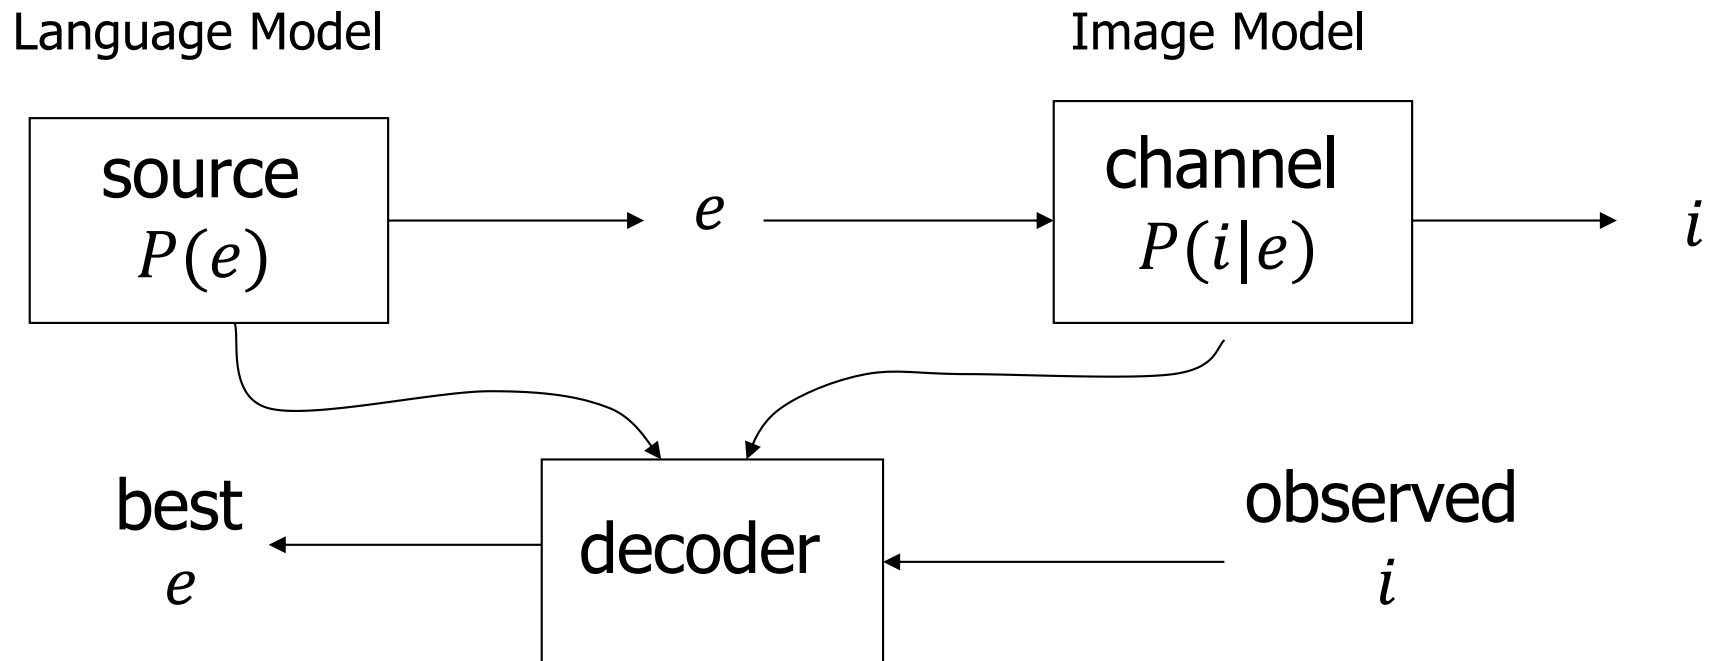 Language Model
Image Model
source
P(e)
e
channel
P(i|e)
i
best
e
decoder
observed
i